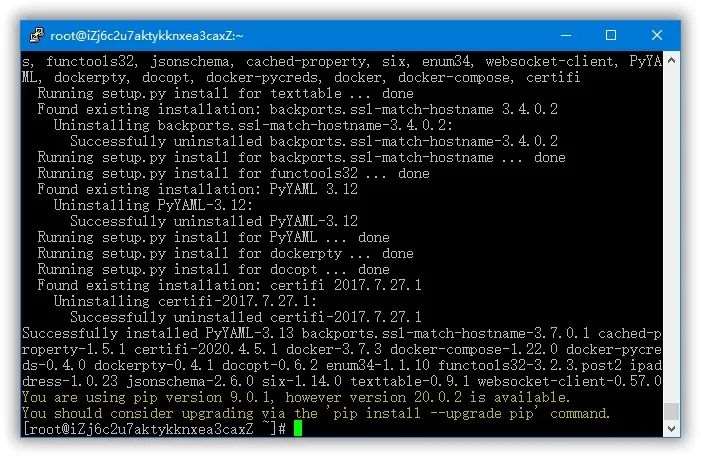 root@iZj6c2u7aktykknxea3caxZ:~
s, functools32, jsonschema, cached-property, six, enum34, websocket-client, PyYA
ML, dockerpty, docopt, docker-pycreds, docker, docker-compose, certifi
  Running setup.py install for texttable ... done
  Found existing installation: backports.ssl-match-hostname 3.4.0.2
    Uninstalling backports.ssl-match-hostname-3.4.0.2:
      Successfully uninstalled backports.ssl-match-hostname-3.4.0.2
  Running setup.py install for backports.ssl-match-hostname ... done
  Running setup.py install for functools32 ... done
  Found existing installation: PyYAML 3.12
    Uninstalling PyYAML-3.12:
      Successfully uninstalled PyYAML-3.12
  Running setup.py install for PyYAML ... done
  Running setup.py install for dockerpty ... done
  Running setup.py install for docopt ... done
  Found existing installation: certifi 2017.7.27.1
    Uninstalling certifi-2017.7.27.1:
      Successfully uninstalled certifi-2017.7.27.1
Successfully installed PyYAML-3.13 backports.ssl-match-hostname-3.7.0.1 cached-p
roperty-1.5.1 certifi-2020.4.5.1 docker-3.7.3 docker-compose-1.22.0 docker-pycre
ds-0.4.0 dockerpty-0.4.1 docopt-0.6.2 enum34-1.1.10 functools32-3.2.3.post2 ipad
dress-1.0.23 jsonschema-2.6.0 six-1.14.0 texttable-0.9.1 websocket-client-0.57.0
You are using pip version 9.0.1, however version 20.0.2 is available.
You should consider upgrading via the 'pip install --upgrade pip' command.
[root@iZj6c2u7aktykknxea3caxZ ~]#